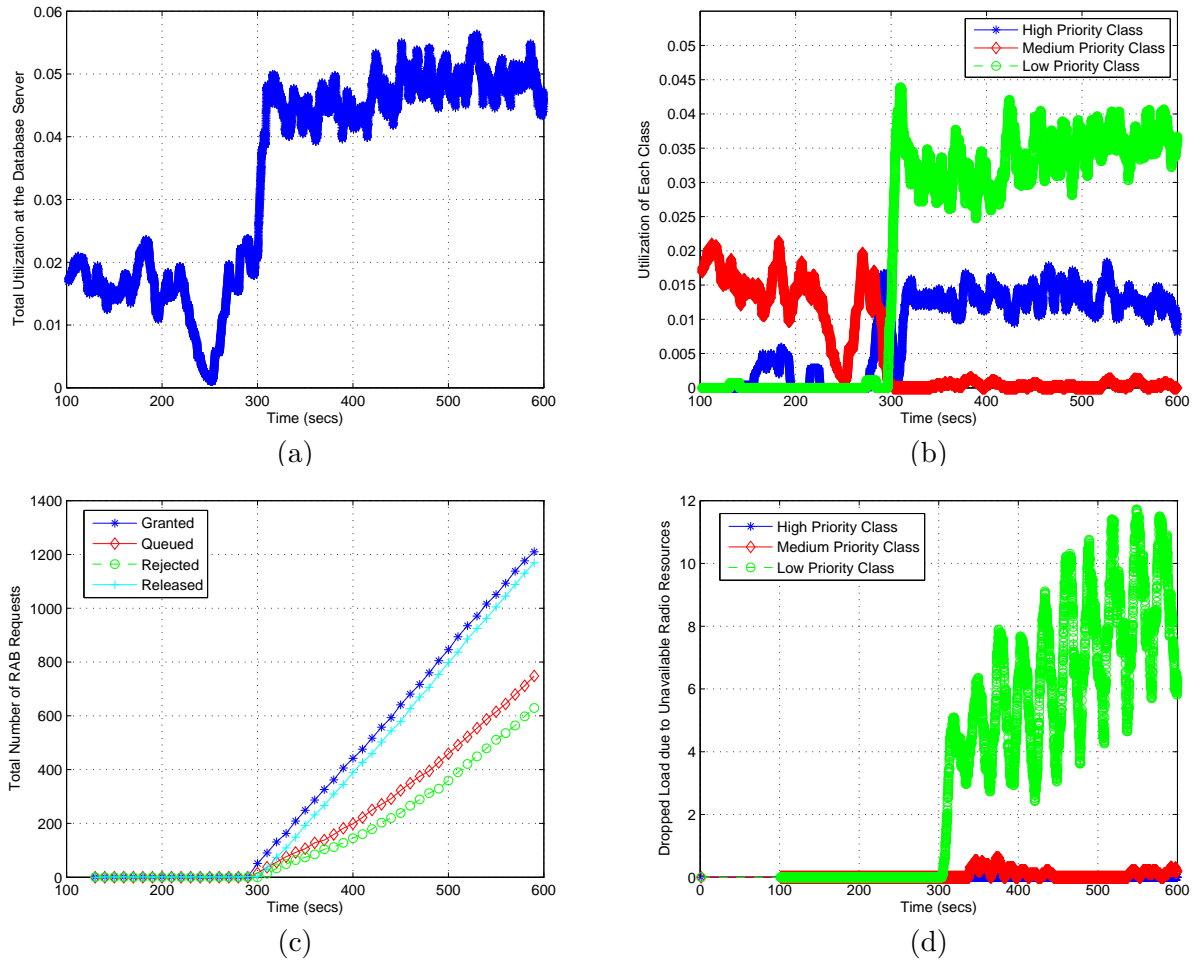 0.06
0.05
0.04
0.03
0.02
0.01
0
100 200 300 400 500 600
Time (secs)
Total Utilization at the Database Server
(a)
0.05
0.045
0.04
0.035
0.03
0.025
0.02
0.015
0.01
0.005
0
100 200 300 400 500 600
Time (secs)
Utilization of Each Class
High Priority Class
Medium Priority Class
Low Priority Class
(b)
1400
1200
1000
800
600
400
200
0
100 200 300 400 500 600
Time (secs)
Total Number of RAB Requests
Granted
Queued
Rejected
Released
(c)
12
10
8
6
4
2
0
0 100 200 300 400 500 600
Time (secs)
Dropped Load due to Unavailable Radio Resources
High Priority Class
Medium Priority Class
Low Priority Class
(d)